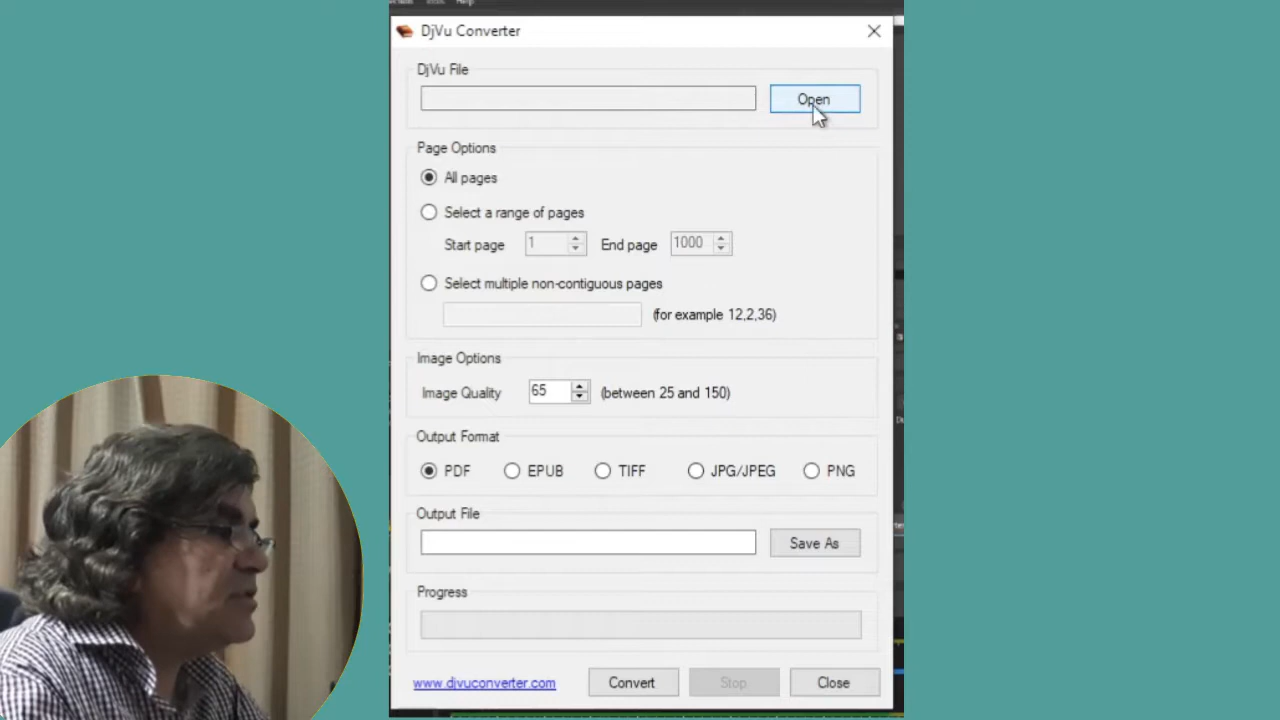 Help
DjVu Converter
DjVu File
Open
Page Options
All pages
Select a range of pages
Start page 1 End page 1000
Select multiple non-contiguous pages
(for example 12,2,36)
Image Options
Image Quality 65 (between 25 and 150)
Output Format
PDF EPUB TIFF JPG/JPEG PNG
Output File
Save As
Progress
www.djvuconverter.com Convert Stop Close